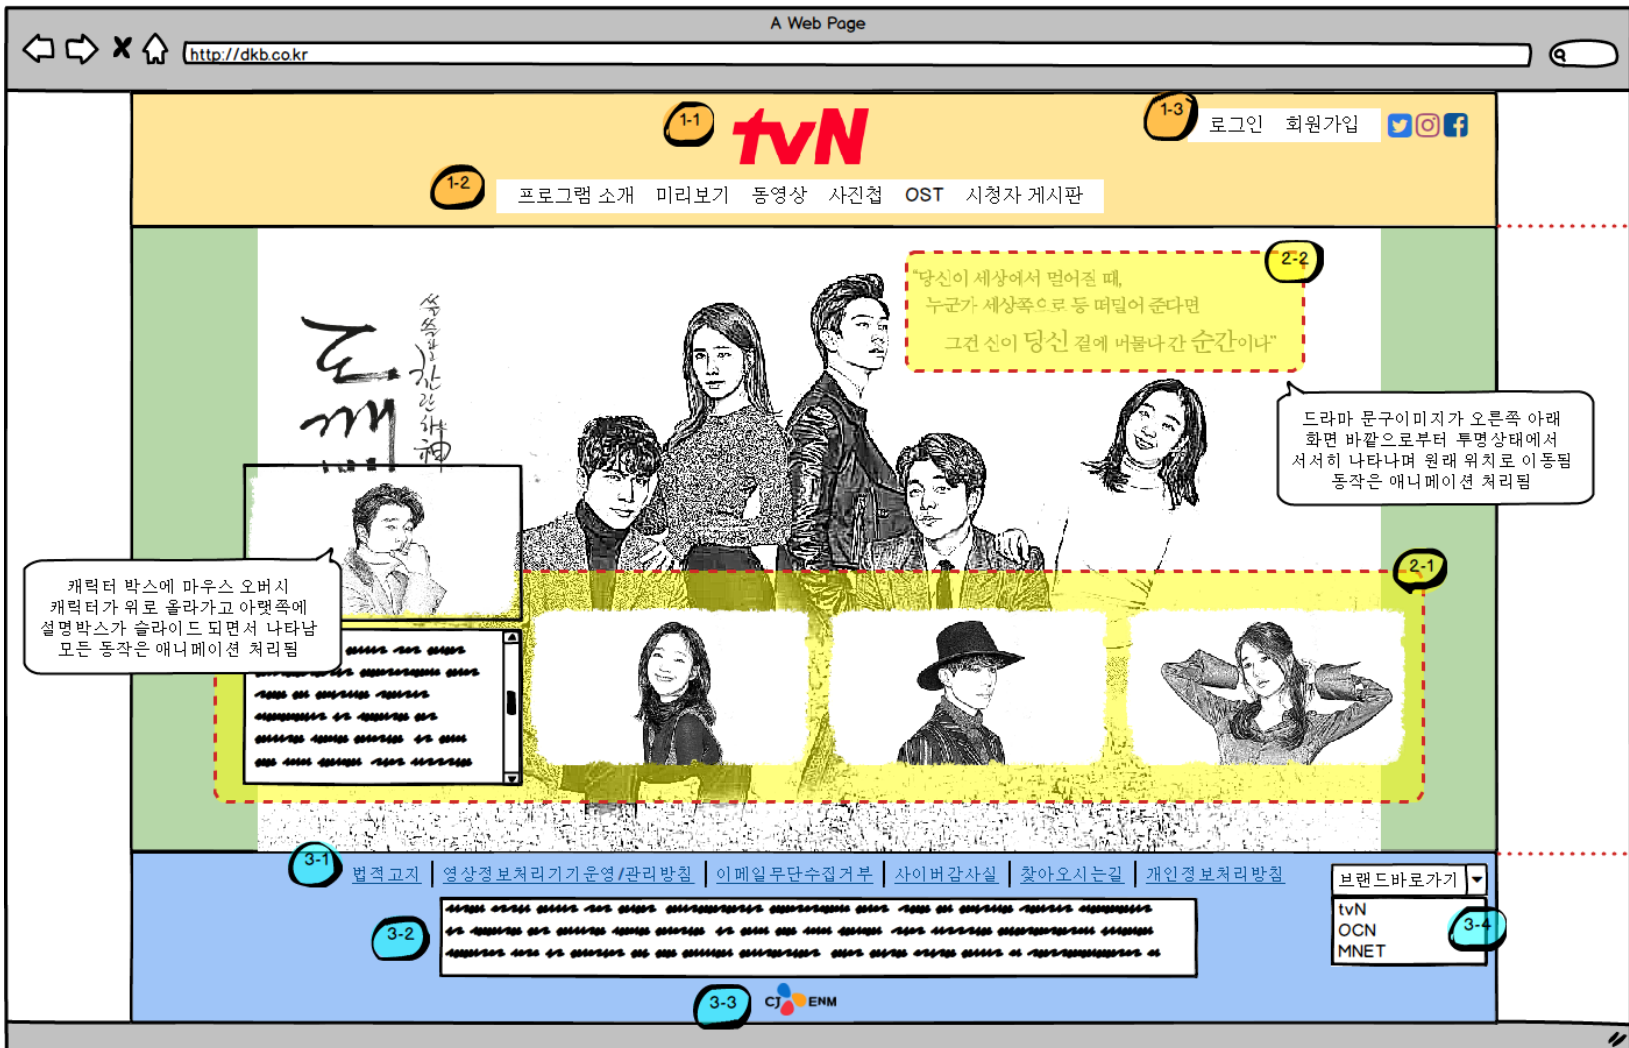 A Web Page
http://dkb.co.kr
1-1
tvN
1-3
로그인 회원가입
1-2
프로그램 소개 미리보기 동영상 사진첩 OST 시청자 게시판
2-2
"당신이 세상에서 멀어질 때,
누군가 세상쪽으로 등 떠밀어 준다면
그건 신이 당신 곁에 머물다 간 순간이다"
쓸쓸하고 찬란하神
도깨비
드라마 문구이미지가 오른쪽 아래
화면 바깥으로부터 투명상태에서
서서히 나타나며 원래 위치로 이동됨
동작은 애니메이션 처리됨
2-1
캐릭터 박스에 마우스 오버시
캐릭터가 위로 올라가고 아랫쪽에
설명박스가 슬라이드 되면서 나타남
모든 동작은 애니메이션 처리됨
3-1
법적고지 영상정보처리기기운영/관리방침 이메일무단수집거부 사이버감사실 찾아오시는길 개인정보처리방침
브랜드바로가기
tvN
OCN
MNET
3-4
3-2
3-3
CJ ENM